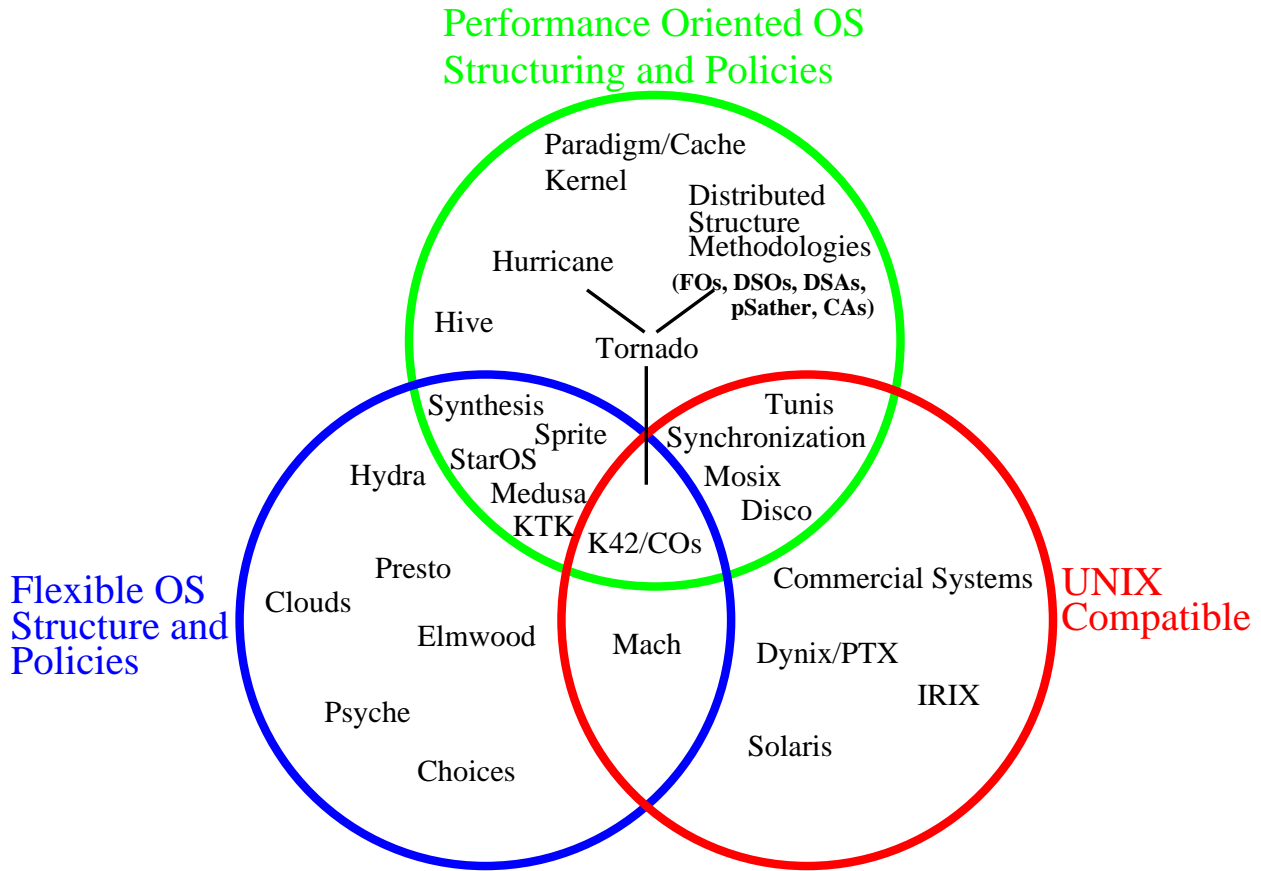 Performance Oriented OS
Structuring and Policies
Paradigm/Cache
Kernel
Distributed
Structure
Methodologies
(FOs, DSOs, DSAs,
pSather, CAs)
Hurricane
Hive
Tornado
Synthesis
Sprite
StarOS
Medusa
KTK
Tunis
Synchronization
Mosix
Disco
K42/COs
Hydra
Presto
Clouds
Elmwood
Psyche
Choices
Flexible OS
Structure and
Policies
Mach
Commercial Systems
Dynix/PTX
IRIX
Solaris
UNIX
Compatible